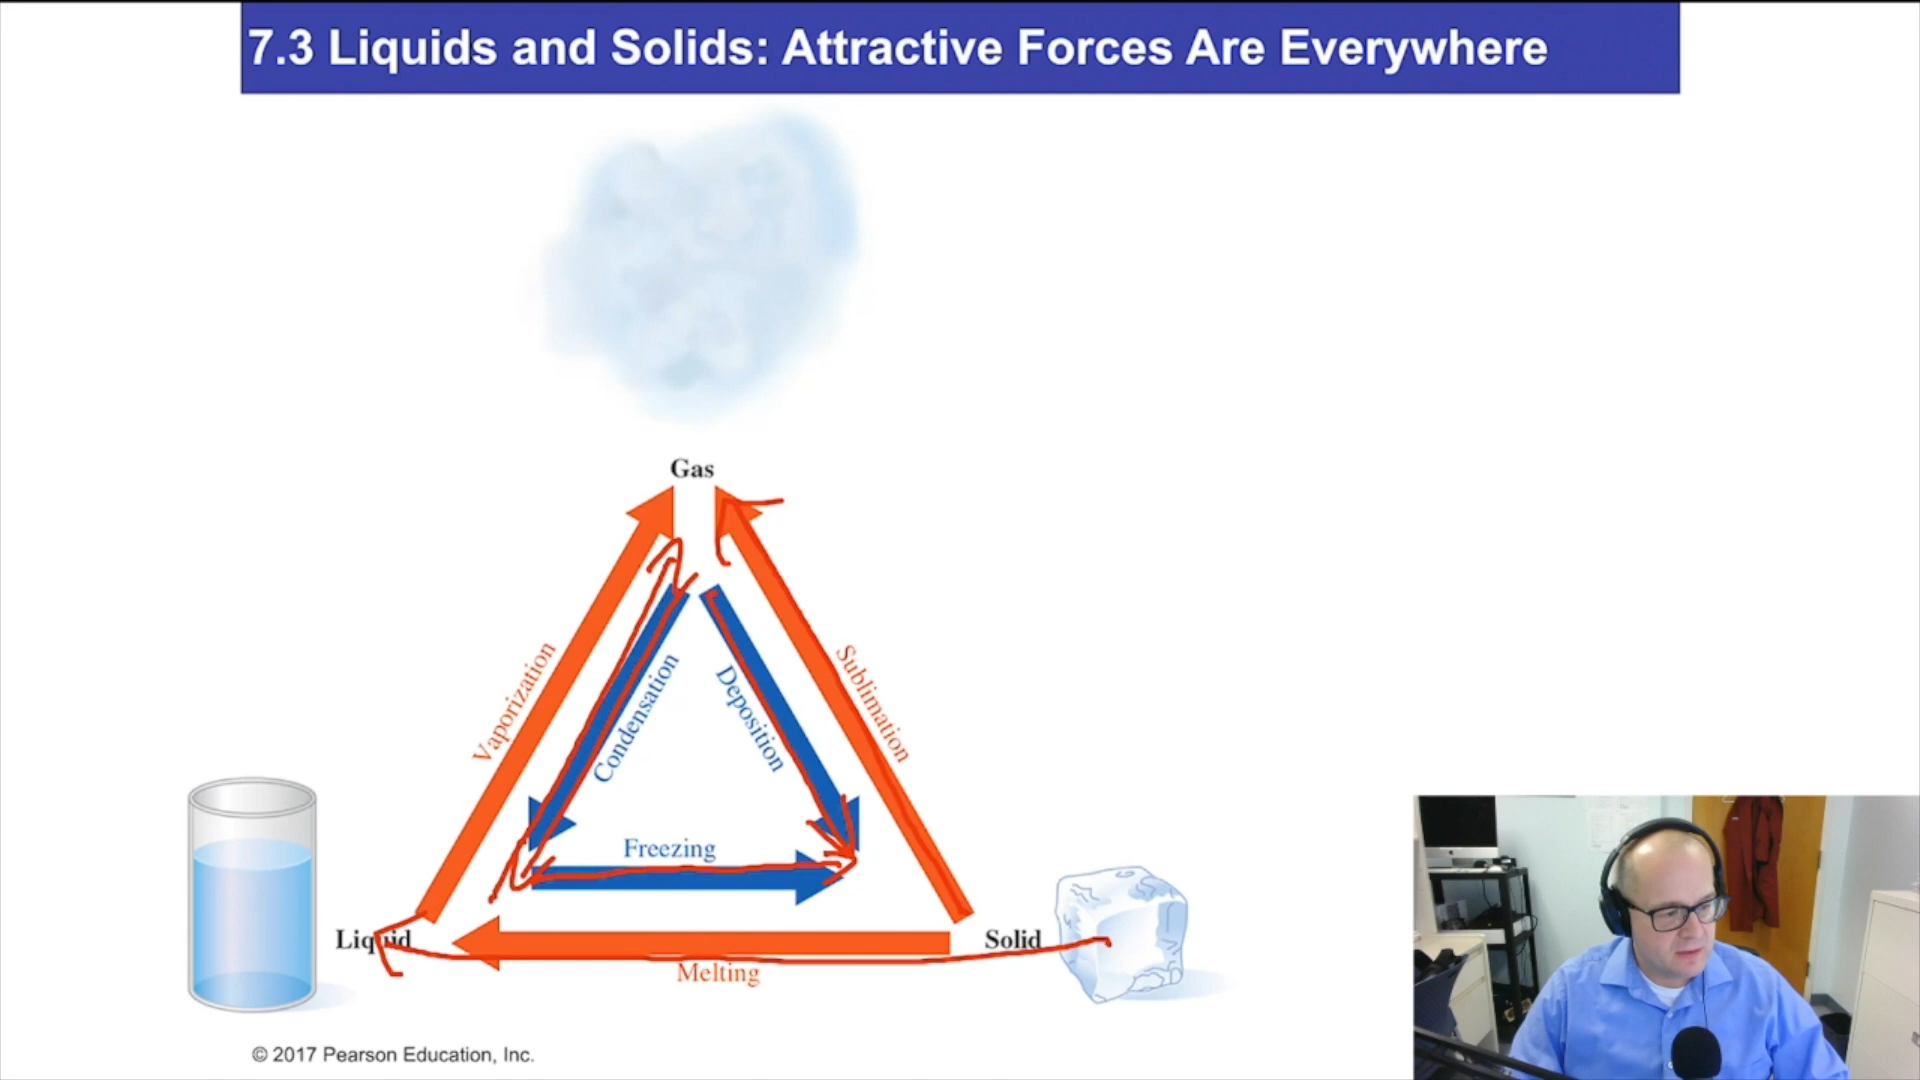 7.3 Liquids and Solids: Attractive Forces Are Everywhere
Gas
Vaporization
Condensation
Deposition
Sublimation
Freezing
Liquid
Solid
Melting
© 2017 Pearson Education, Inc.